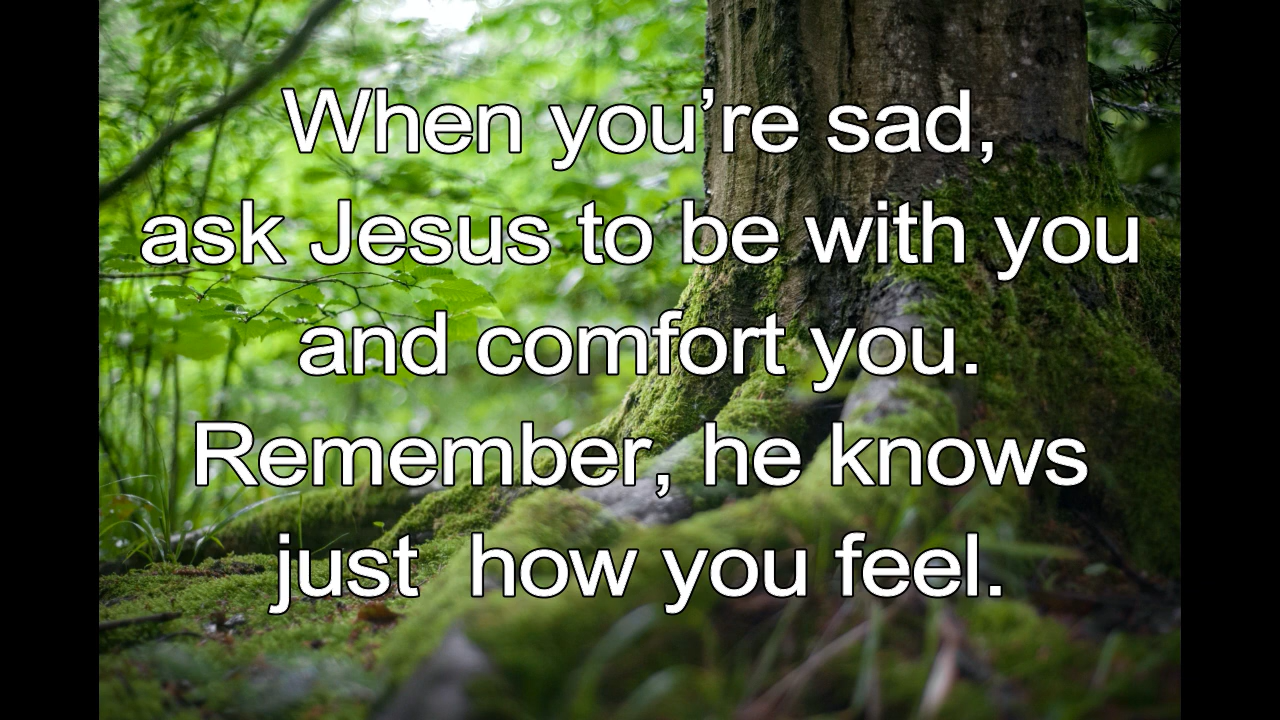 When you’re sad,
ask Jesus to be with you
and comfort you.
Remember, he knows
just  how you feel.